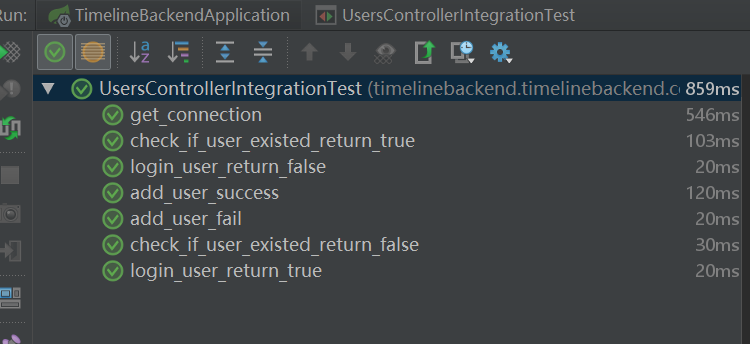 Run: TimelineBackendApplication UsersControllerIntegrationTest
UsersControllerIntegrationTest (timelinebackend.timelinebackend.co 859ms
get_connection 546ms
check_if_user_existed_return_true 103ms
login_user_return_false 20ms
add_user_success 120ms
add_user_fail 20ms
check_if_user_existed_return_false 30ms
login_user_return_true 20ms